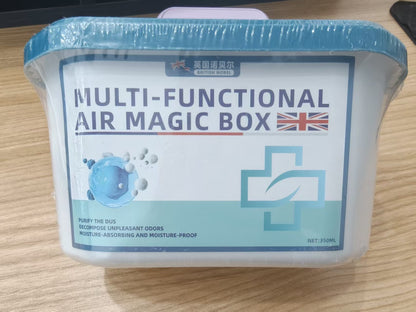 英国诺贝尔
BRITISH NOBEL
MULTI-FUNCTIONAL
AIR MAGIC BOX
PURIFY THE DUS
DECOMPOSE UNPLEASANT ODORS
MOISTURE-ABSORBING AND MOISTURE-PROOF
NET:350ML